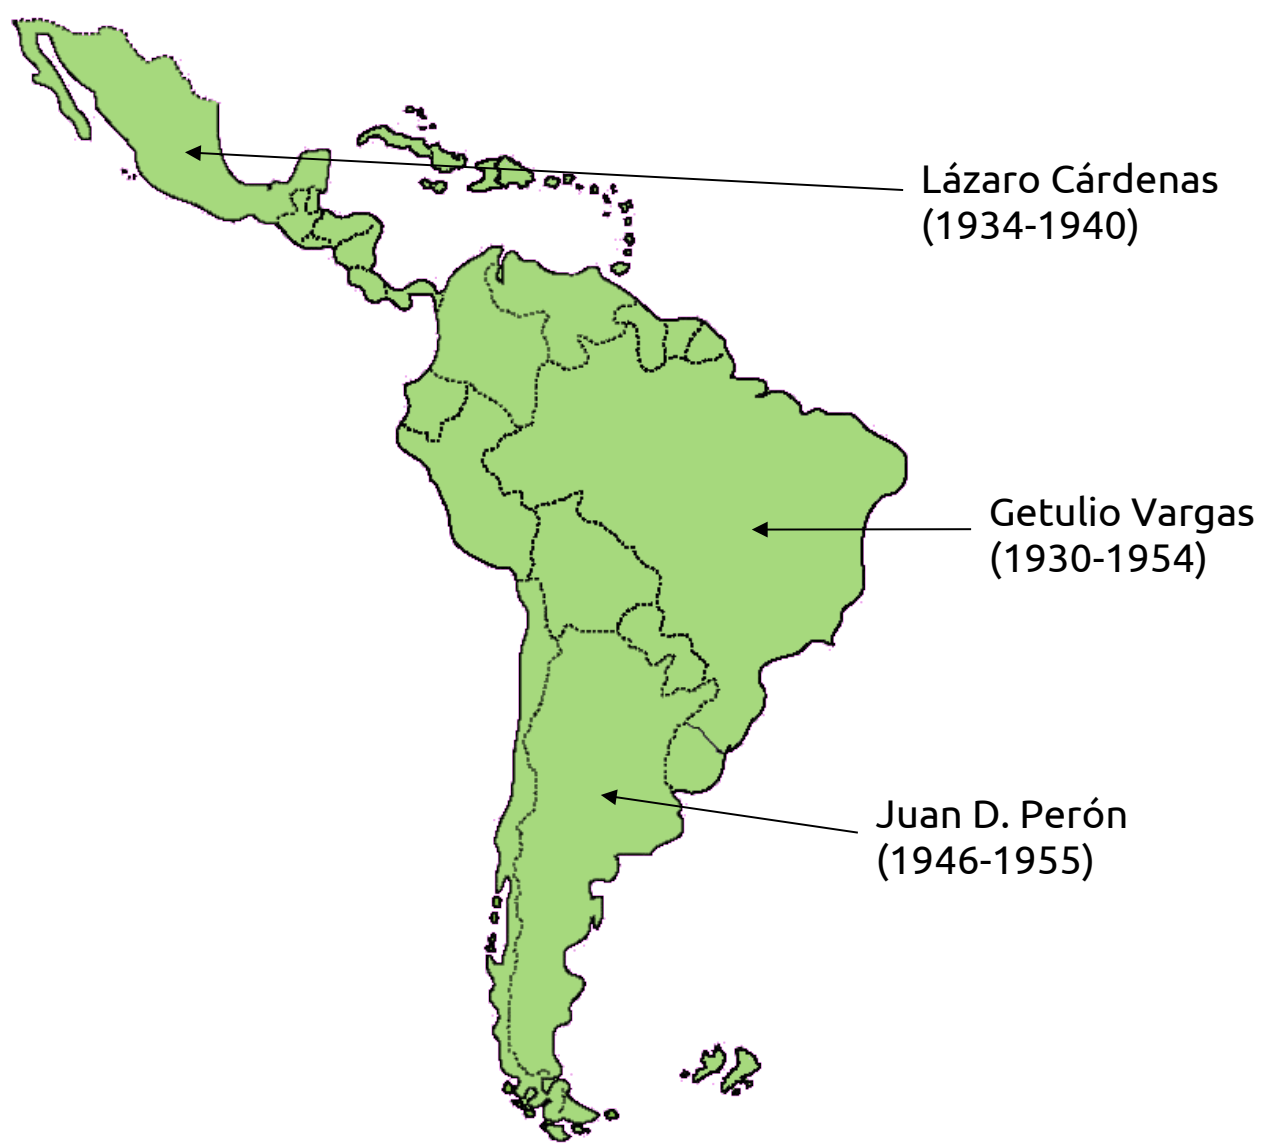 Lázaro Cárdenas
(1934-1940)
Getulio Vargas
(1930-1954)
Juan D. Perón
(1946-1955)